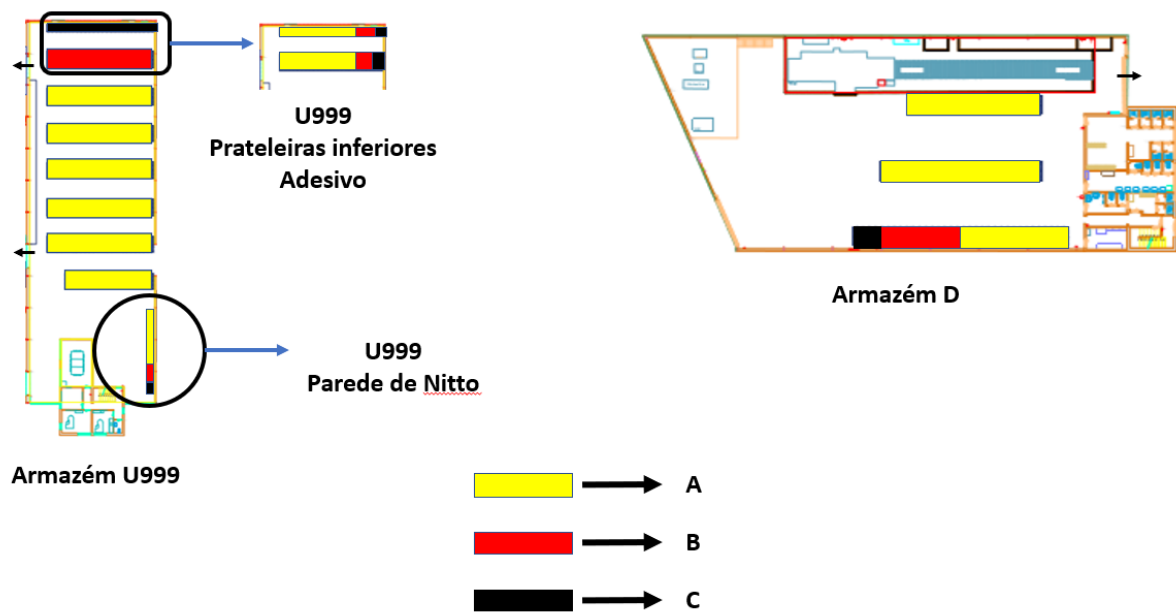 U999
Prateleiras inferiores
Adesivo
U999
Parede de Nitto
Armazém U999
Armazém D
A
B
C